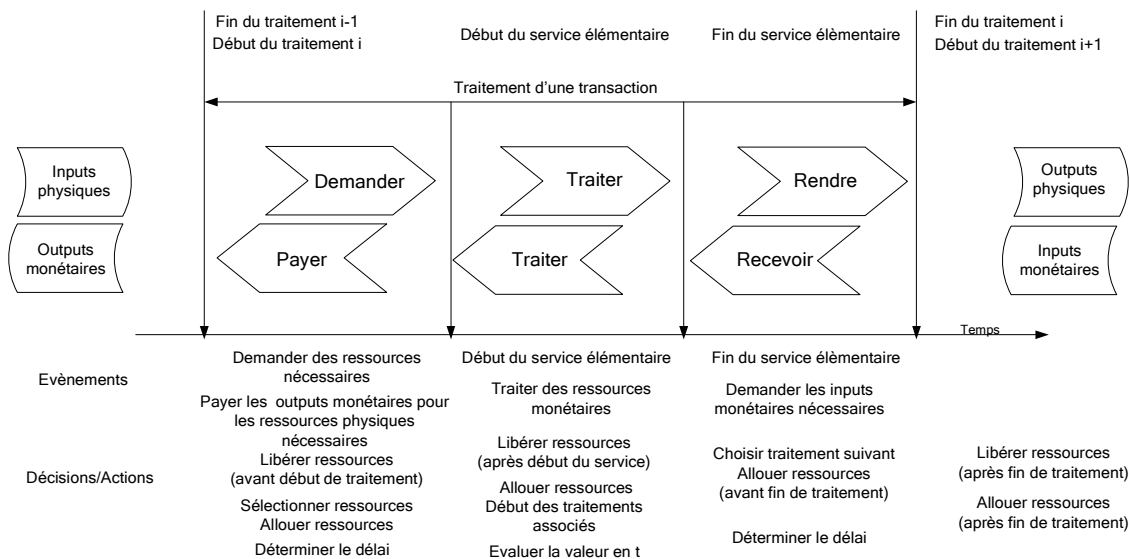 Fin du traitement i-1
Début du traitement i
Début du service élémentaire
Fin du service élèmentaire
Fin du traitement i
Début du traitement i+1
Traitement d'une transaction
Inputs
physiques
Demander
Traiter
Rendre
Outputs
physiques
Outputs
monétaires
Payer
Traiter
Recevoir
Inputs
monétaires
Temps
Evènements
Demander des ressources
nécessaires
Payer les outputs monétaires pour
les ressources physiques
nécessaires
Début du service élémentaire
Traiter des ressources
monétaires
Fin du service élèmentaire
Demander les inputs
monétaires nécessaires
Décisions/Actions
Libérer ressources
(avant début de traitement)
Sélectionner ressources
Allouer ressources
Déterminer le délai
Libérer ressources
(après début du service)
Allouer ressources
Début des traitements
associés
Evaluer la valeur en t
Choisir traitement suivant
Allouer ressources
(avant fin de traitement)
Déterminer le délai
Libérer ressources
(après fin de traitement)
Allouer ressources
(après fin de traitement)